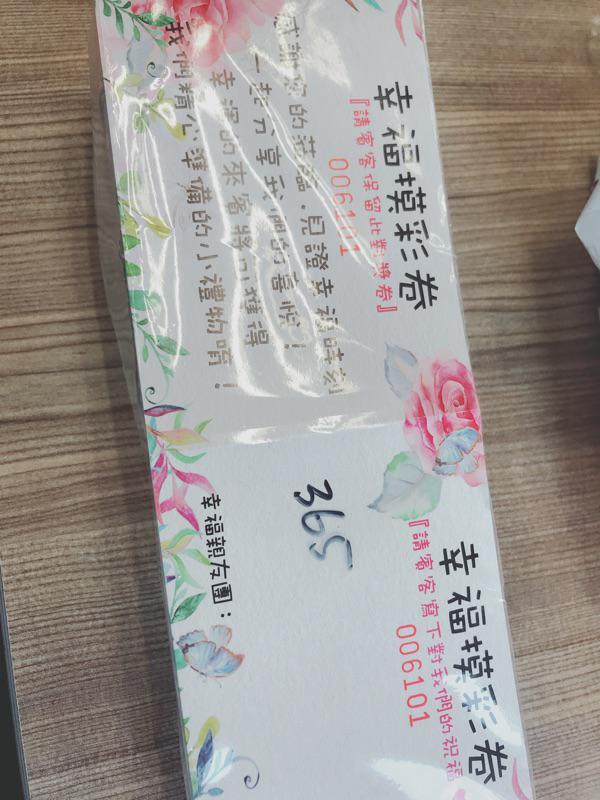 幸福摸彩卷
『請賓客保留此對獎卷』
006101
感謝您的蒞臨，見證幸福時刻
一起分享我們的喜悅！
幸運的來客將可獲得
我們精心準備的小禮物唷！
幸福摸彩卷
『請賓客寫下對我們的祝福
006101
365
幸福親友團：